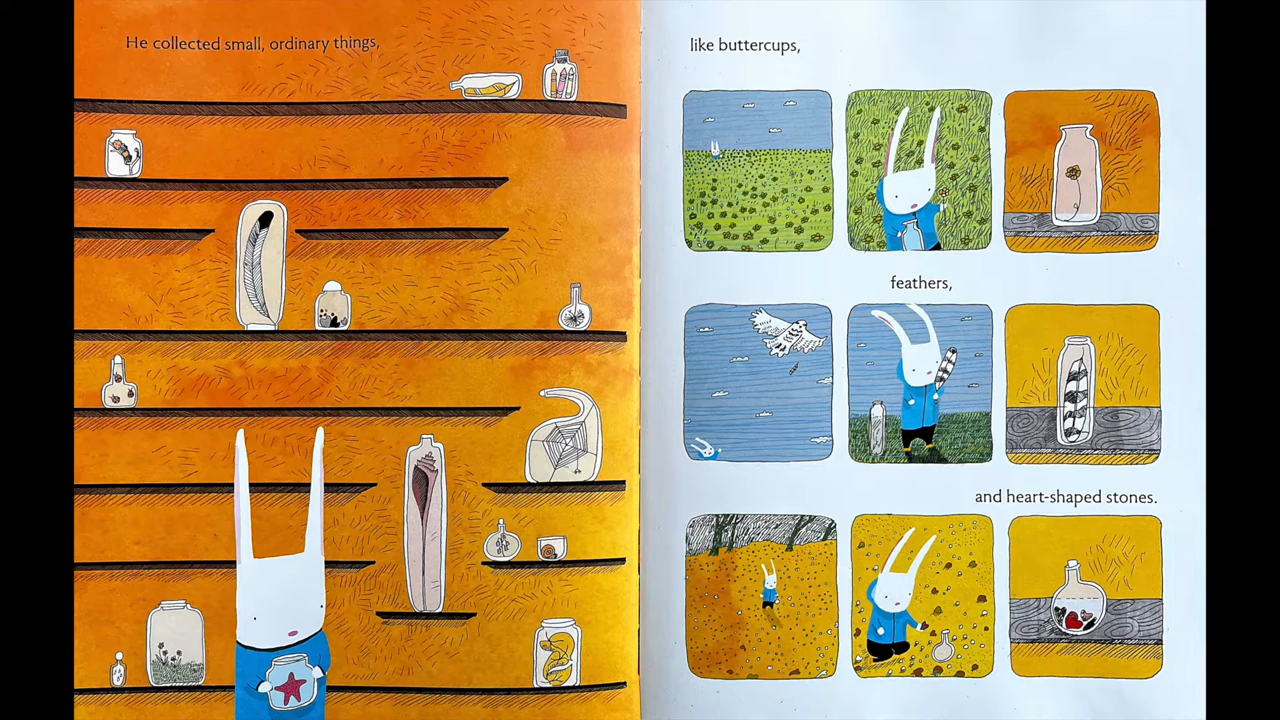 He collected small, ordinary things,
like buttercups,
feathers,
and heart-shaped stones.